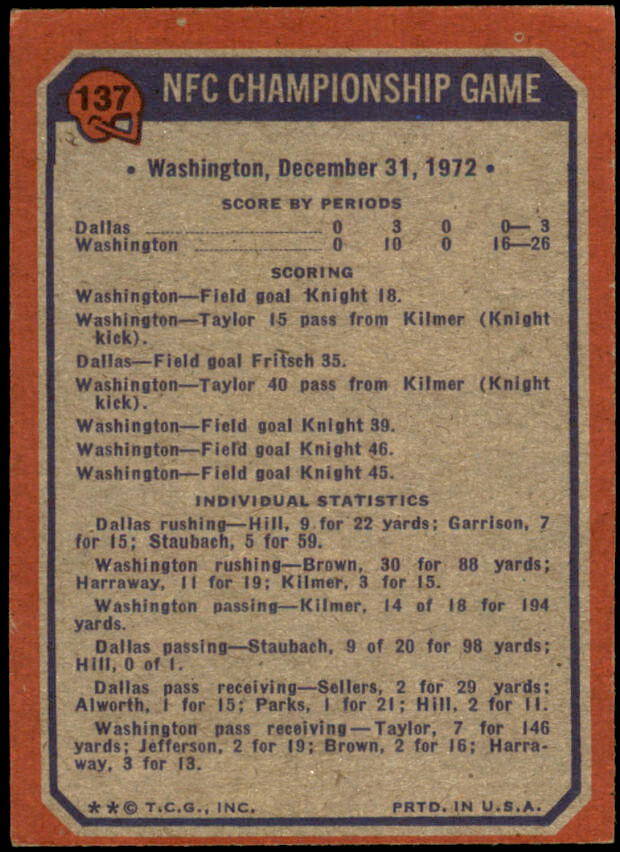 137 NFC CHAMPIONSHIP GAME
• Washington, December 31, 1972 •
SCORE BY PERIODS
Dallas 0 3 0 0— 3
Washington 0 10 0 16—26
SCORING
Washington—Field goal Knight 18.
Washington—Taylor 15 pass from Kilmer (Knight
kick).
Dallas—Field goal Fritsch 35.
Washington—Taylor 40 pass from Kilmer (Knight
kick).
Washington—Field goal Knight 39.
Washington—Field goal Knight 46.
Washington—Field goal Knight 45.
INDIVIDUAL STATISTICS
Dallas rushing—Hill, 9 for 22 yards; Garrison, 7
for 15; Staubach, 5 for 59.
Washington rushing—Brown, 30 for 88 yards;
Harraway, 11 for 19; Kilmer, 3 for 15.
Washington passing—Kilmer, 14 of 18 for 194
yards.
Dallas passing—Staubach, 9 of 20 for 98 yards;
Hill, 0 of 1.
Dallas pass receiving—Sellers, 2 for 29 yards;
Alworth, 1 for 15; Parks, 1 for 21; Hill, 2 for 11.
Washington pass receiving—Taylor, 7 for 146
yards; Jefferson, 2 for 19; Brown, 2 for 16; Harra-
way, 3 for 13.
**© T.C.G., INC. PRTD. IN U.S.A.